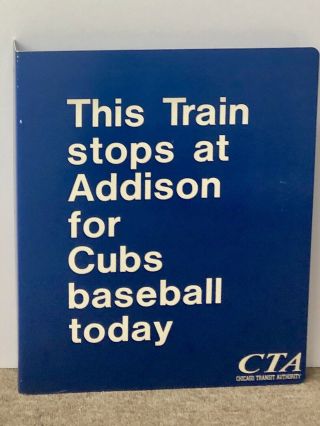 This Train
stops at
Addison
for
Cubs
baseball
today
CTA
CHICAGO TRANSIT AUTHORITY